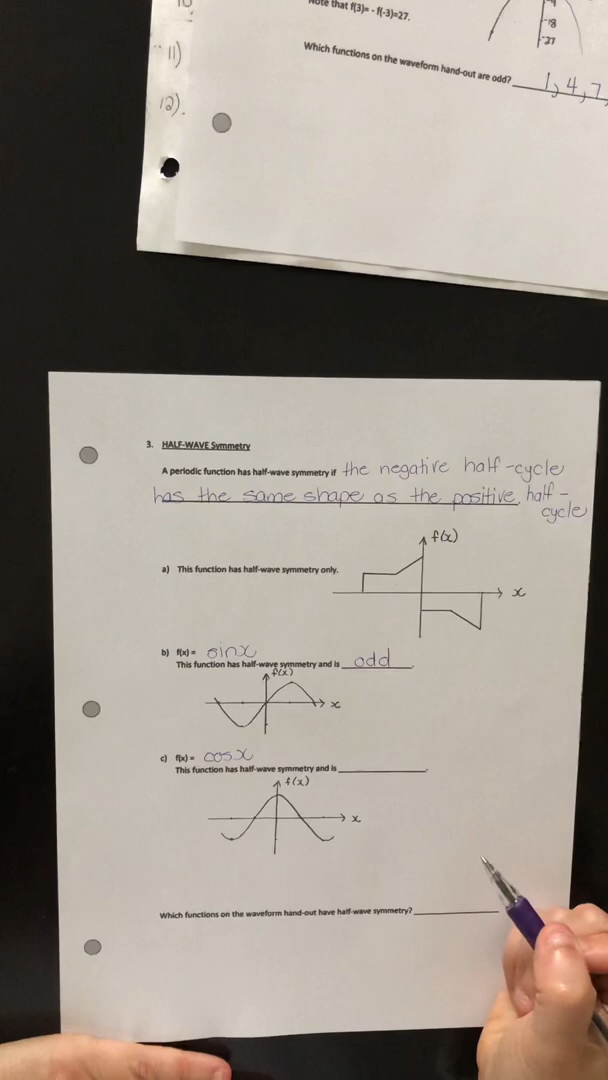 Note that f(3)= - f(-3)=27.
-18
-27
Which functions on the waveform hand-out are odd? 1, 4, 7,
11)
12).
3. HALF-WAVE Symmetry
A periodic function has half-wave symmetry if the negative half-cycle
has the same shape as the positive half-
cycle
f(x)
a) This function has half-wave symmetry only.
x
b) f(x) = sinx
This function has half-wave symmetry and is odd.
f(x)
x
c) f(x) = cosx
This function has half-wave symmetry and is
f(x)
x
Which functions on the waveform hand-out have half-wave symmetry?